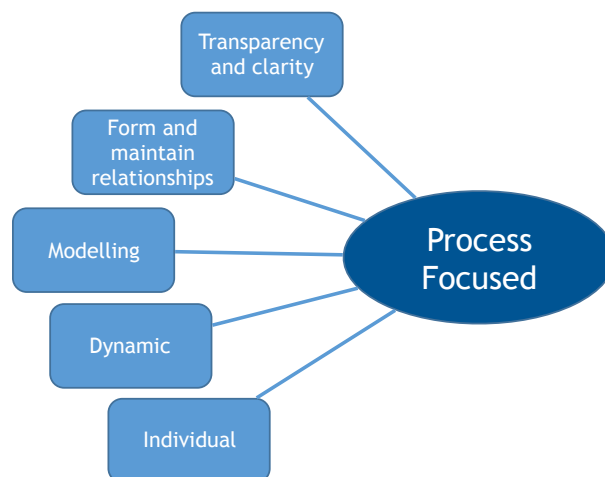 Transparency
and clarity
Form and
maintain
relationships
Modelling
Process
Focused
Dynamic
Individual